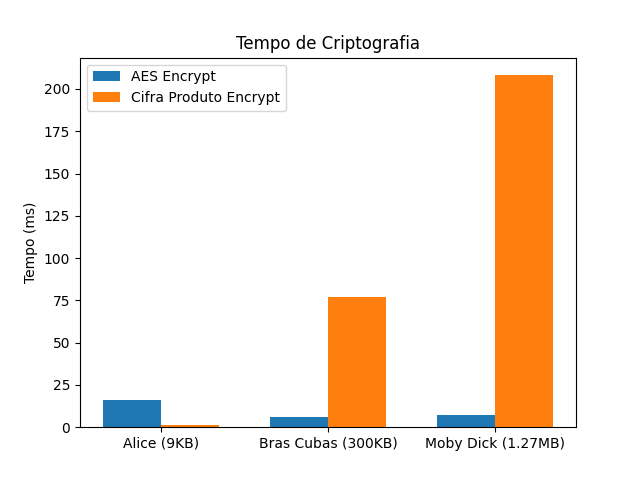 Tempo de Criptografia
AES Encrypt
Cifra Produto Encrypt
Tempo (ms)
200
175
150
125
100
75
50
25
0
Alice (9KB)
Bras Cubas (300KB)
Moby Dick (1.27MB)